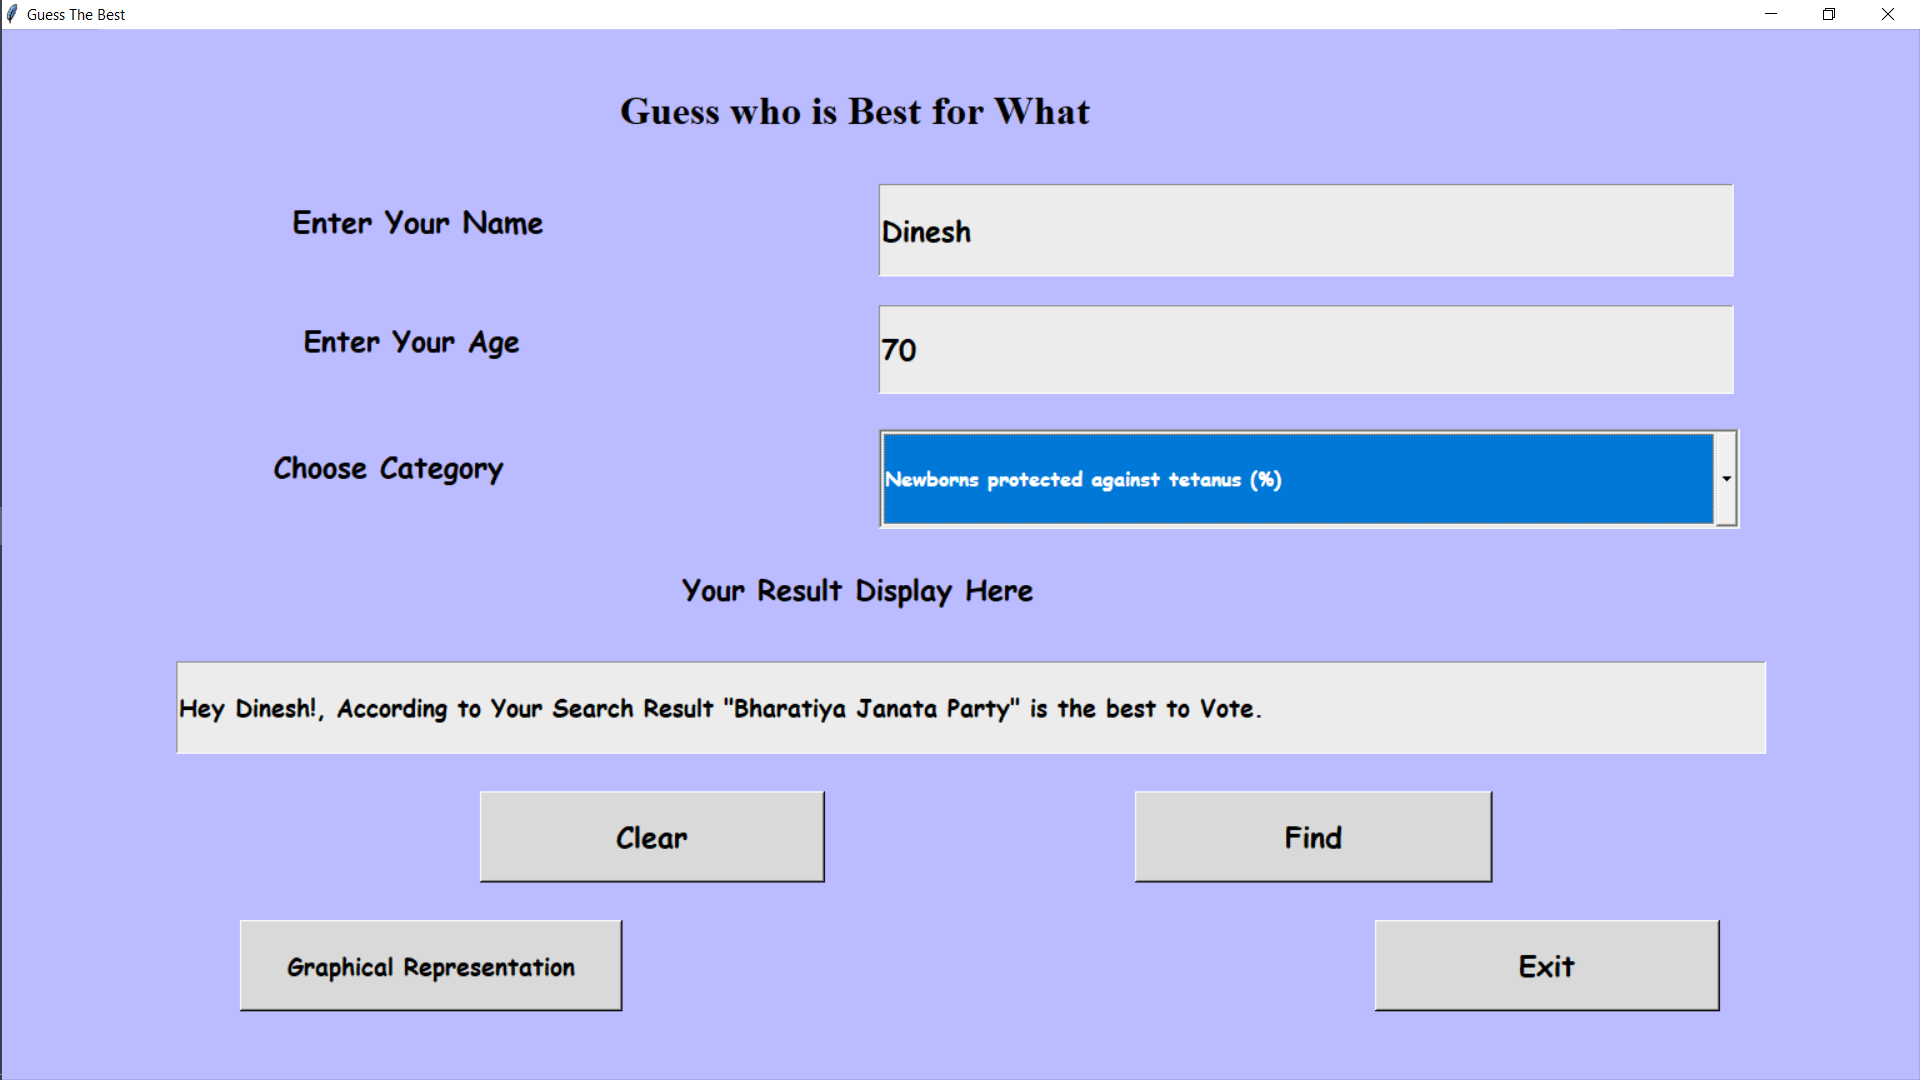 Guess The Best
Guess who is Best for What
Enter Your Name
Dinesh
Enter Your Age
70
Choose Category
Newborns protected against tetanus (%)
Your Result Display Here
Hey Dinesh!, According to Your Search Result "Bharatiya Janata Party" is the best to Vote.
Clear
Find
Graphical Representation
Exit